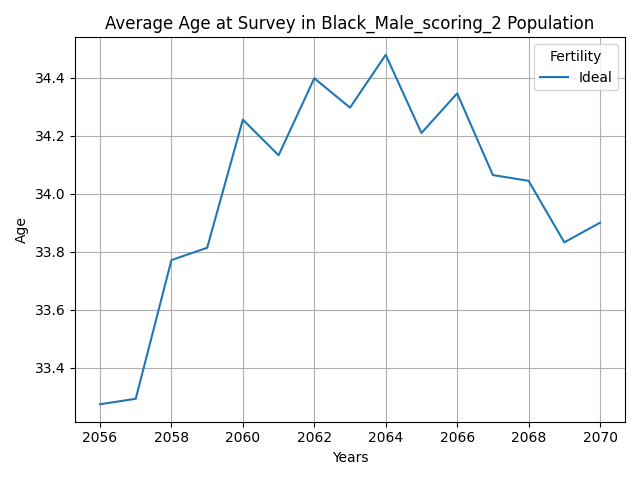 Average Age at Survey in Black_Male_scoring_2 Population
Fertility
Ideal
34.4
34.2
34.0
33.8
33.6
33.4
Age
2056 2058 2060 2062 2064 2066 2068 2070
Years